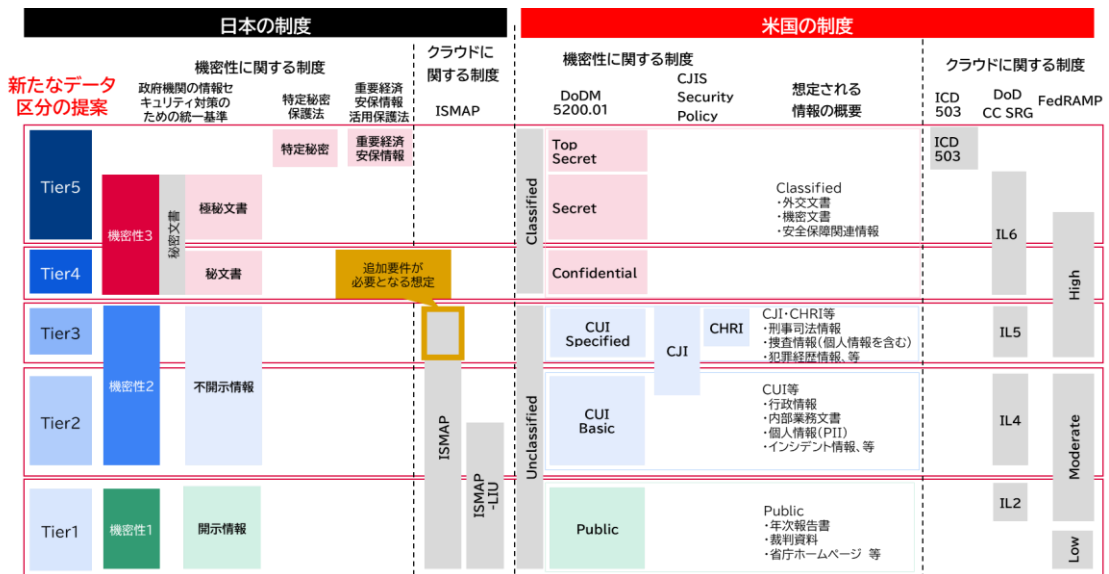 日本の制度
米国の制度
新たなデータ
区分の提案
機密性に関する制度
政府機関の情報セ
キュリティ対策の
ための統一基準
特定秘密
保護法
重要経済
安保情報
活用保護法
クラウドに
関する制度
ISMAP
機密性に関する制度
DoDM
5200.01
CJIS
Security
Policy
想定される
情報の概要
クラウドに関する制度
ICD
503
DoD
CC SRG
FedRAMP
Tier5
機密性3
秘密文書
極秘文書
特定秘密
重要経済
安保情報
Classified
Top
Secret
Secret
Classified
・外交文書
・機密文書
・安全保障関連情報
ICD
503
IL6
High
Tier4
秘文書
追加要件が
必要となる想定
Confidential
Tier3
機密性2
不開示情報
ISMAP
Unclassified
CUI
Specified
CJI
CHRI
CJI・CHRI等
・刑事司法情報
・捜査情報(個人情報を含む)
・犯罪経歴情報、等
IL5
Tier2
ISMAP
-LIU
CUI
Basic
CUI等
・行政情報
・内部業務文書
・個人情報(PII)
・インシデント情報、等
IL4
Moderate
Tier1
機密性1
開示情報
Public
Public
・年次報告書
・裁判資料
・省庁ホームページ 等
IL2
Low